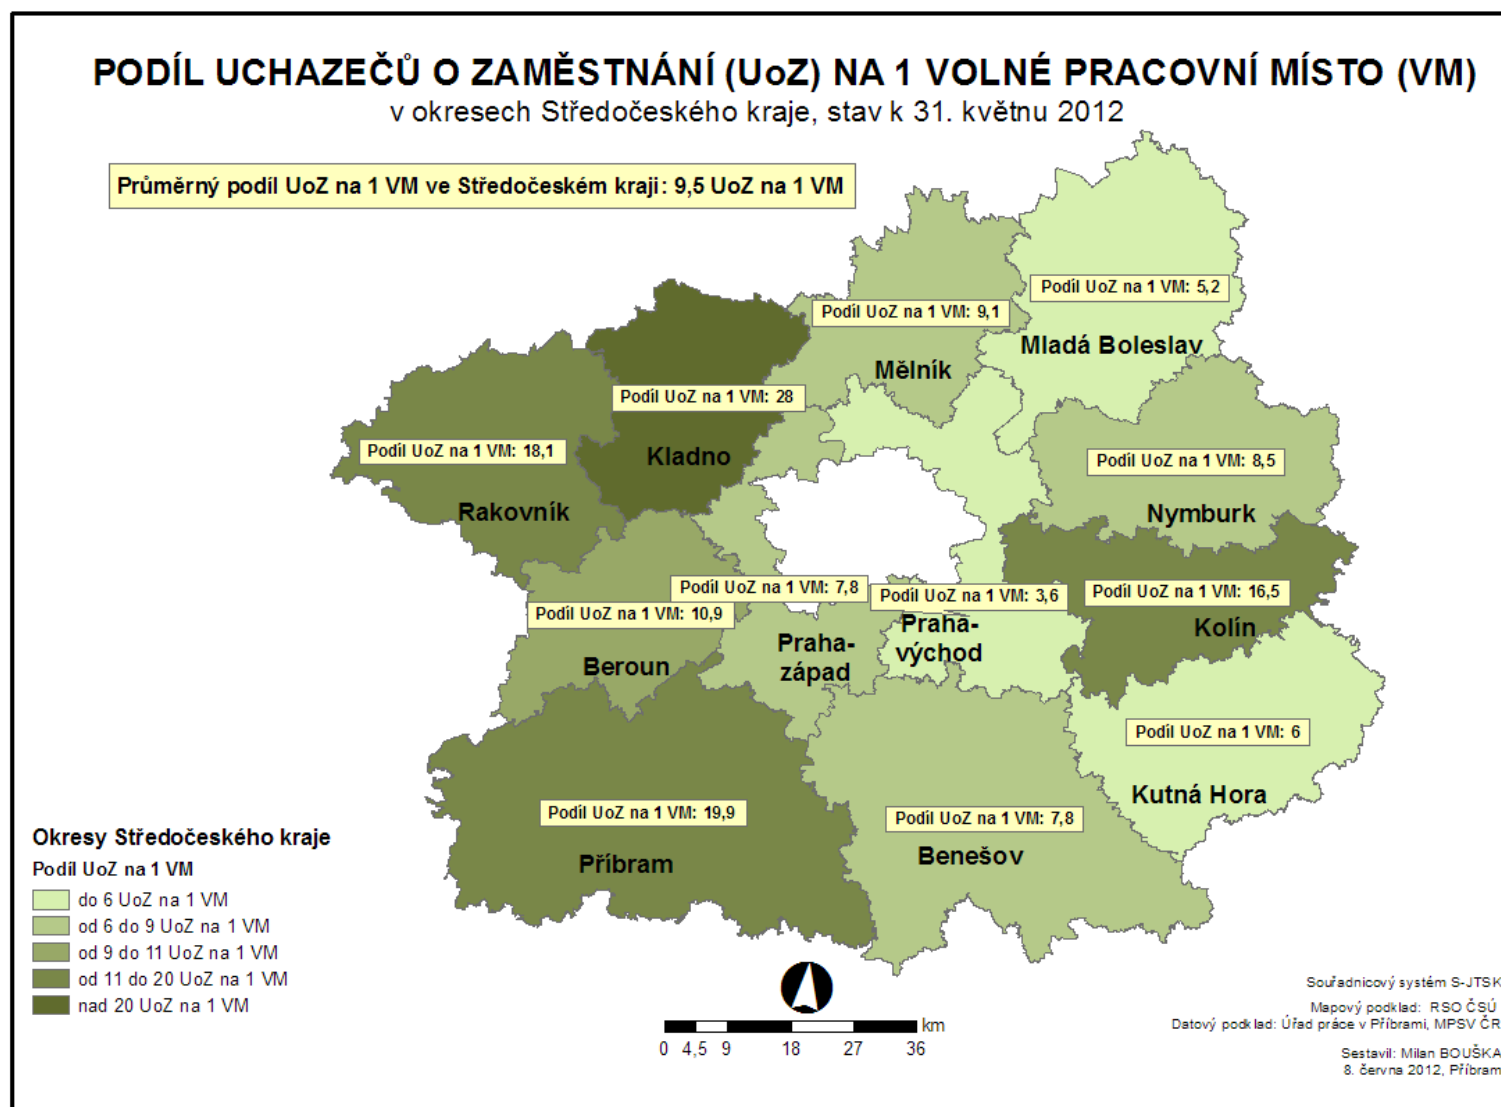 PODÍL UCHAZEČŮ O ZAMĚSTNÁNÍ (UoZ) NA 1 VOLNÉ PRACOVNÍ MÍSTO (VM)
v okresech Středočeského kraje, stav k 31. květnu 2012
Průměrný podíl UoZ na 1 VM ve Středočeském kraji: 9,5 UoZ na 1 VM
Podíl UoZ na 1 VM: 5,2
Mladá Boleslav
Podíl UoZ na 1 VM: 9,1
Mělník
Podíl UoZ na 1 VM: 28
Kladno
Podíl UoZ na 1 VM: 18,1
Rakovník
Podíl UoZ na 1 VM: 8,5
Nymburk
Podíl UoZ na 1 VM: 7,8
Praha-
západ
Podíl UoZ na 1 VM: 3,6
Praha-
východ
Podíl UoZ na 1 VM: 16,5
Kolín
Podíl UoZ na 1 VM: 10,9
Beroun
Podíl UoZ na 1 VM: 6
Kutná Hora
Podíl UoZ na 1 VM: 19,9
Příbram
Podíl UoZ na 1 VM: 7,8
Benešov
Okresy Středočeského kraje
Podíl UoZ na 1 VM
do 6 UoZ na 1 VM
od 6 do 9 UoZ na 1 VM
od 9 do 11 UoZ na 1 VM
od 11 do 20 UoZ na 1 VM
nad 20 UoZ na 1 VM
km
0 4,5 9 18 27 36
Souřadnicový systém S-JTSK
Mapový podklad: RSO ČSÚ
Datový podklad: Úřad práce v Příbrami, MPSV ČR
Sestavil: Milan BOUŠKA
8. června 2012, Příbram